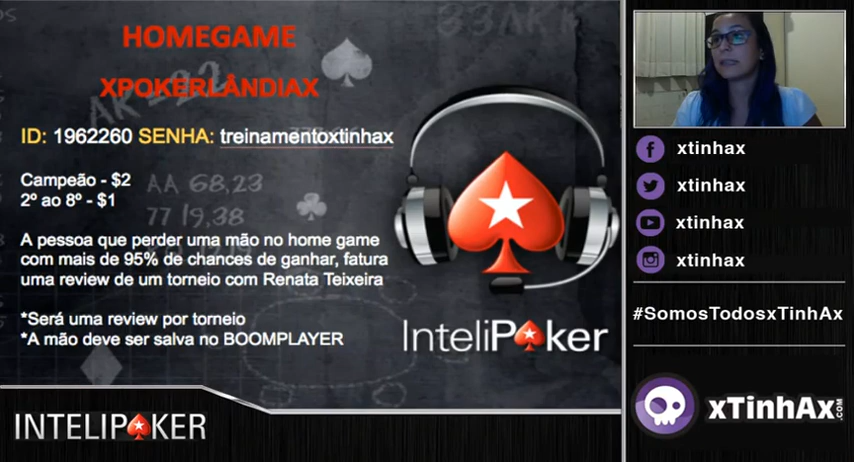 HOMEGAME
XPOKERLÂNDIAX
ID: 1962260 SENHA: treinamentoxtinhax
Campeão - $2
2º ao 8º - $1
AK - 22
AA 68,23
77 19,38
A pessoa que perder uma mão no home game
com mais de 95% de chances de ganhar, fatura
uma review de um torneio com Renata Teixeira
*Será uma review por torneio
*A mão deve ser salva no BOOMPLAYER
InteliPoker
INTELIPOKER
xtinhax
xtinhax
xtinhax
xtinhax
#SomosTodosxTinhAx
xTinhAx.COM